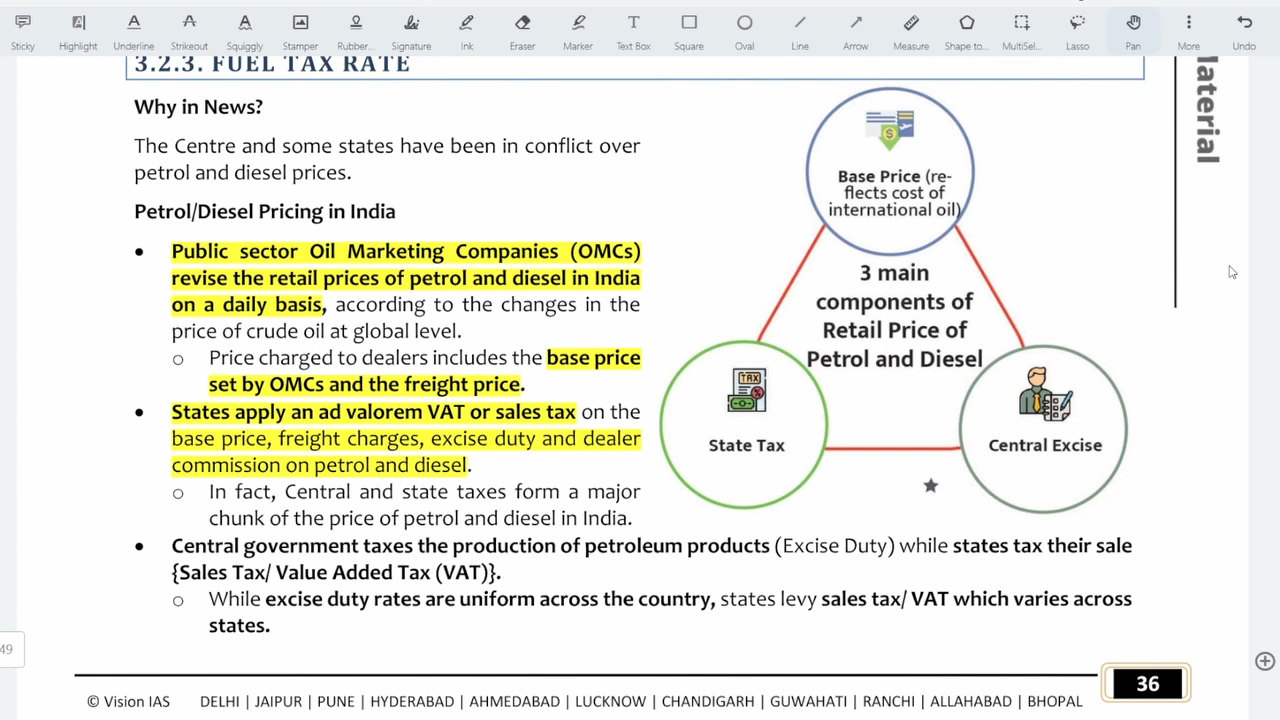 Sticky Highlight Underline Strikeout Squiggly Stamper Rubber... Signature Ink Eraser Marker Text Box Square Oval Line Arrow Measure Shape to... MultiSel... Lasso Pan More Undo
3.2.3. FUEL TAX RATE
Why in News?
The Centre and some states have been in conflict over
petrol and diesel prices.
Petrol/Diesel Pricing in India
• Public sector Oil Marketing Companies (OMCs)
revise the retail prices of petrol and diesel in India
on a daily basis, according to the changes in the
price of crude oil at global level.
o Price charged to dealers includes the base price
set by OMCs and the freight price.
• States apply an ad valorem VAT or sales tax on the
base price, freight charges, excise duty and dealer
commission on petrol and diesel.
o In fact, Central and state taxes form a major
chunk of the price of petrol and diesel in India.
Base Price (re-
flects cost of
international oil)
3 main
components of
Retail Price of
Petrol and Diesel
TAX
State Tax
Central Excise
• Central government taxes the production of petroleum products (Excise Duty) while states tax their sale
{Sales Tax/ Value Added Tax (VAT)}.
o While excise duty rates are uniform across the country, states levy sales tax/ VAT which varies across
states.
49
36
© Vision IAS DELHI | JAIPUR | PUNE | HYDERABAD | AHMEDABAD | LUCKNOW | CHANDIGARH | GUWAHATI | RANCHI | ALLAHABAD | BHOPAL